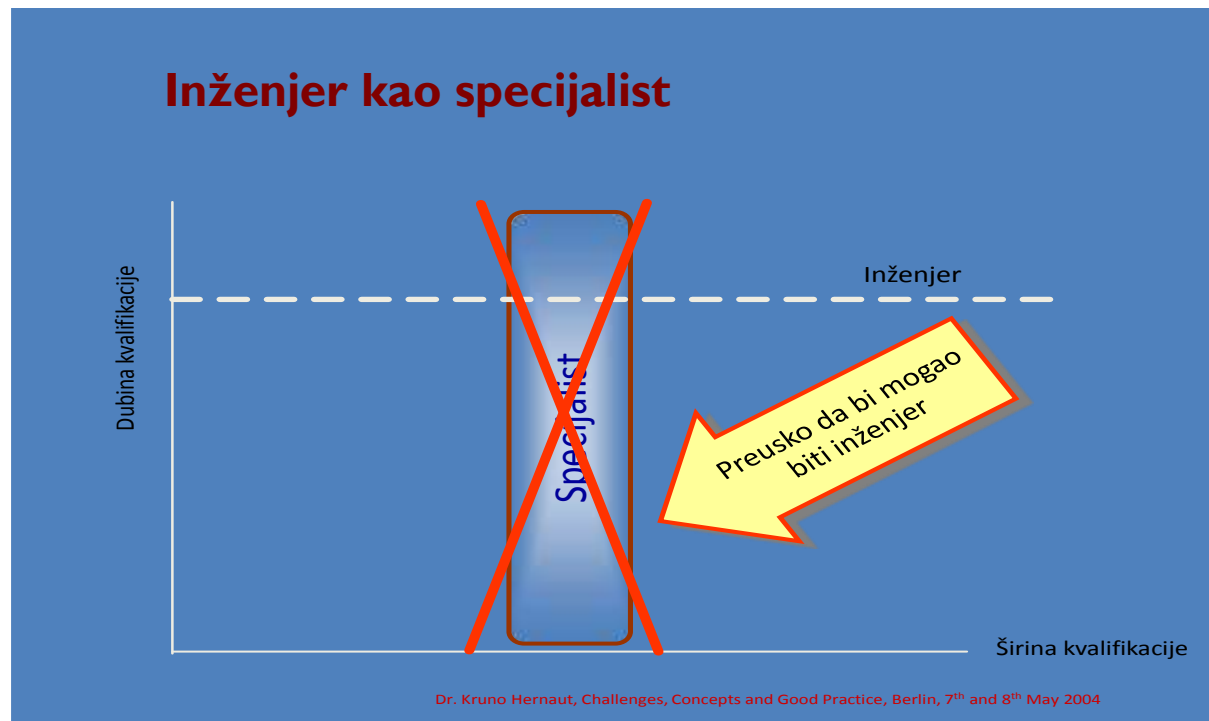 Inženjer kao specijalist
Dubina kvalifikacije
Inženjer
Specijalist
Preusko da bi mogao
biti inženjer
Širina kvalifikacije
Dr. Kruno Hernaut, Challenges, Concepts and Good Practice, Berlin, 7th and 8th May 2004